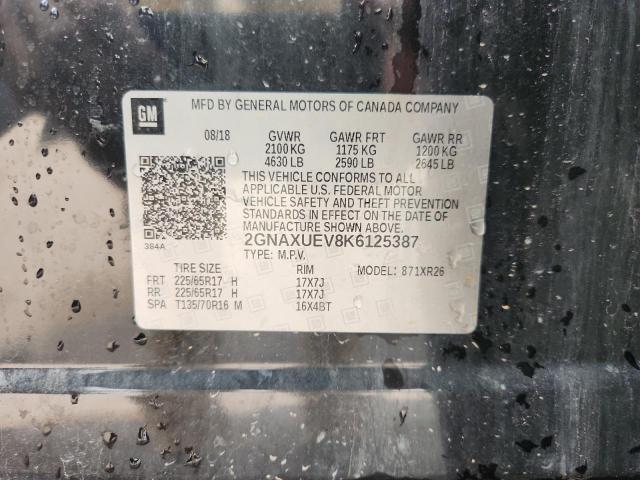 GM
MFD BY GENERAL MOTORS OF CANADA COMPANY
08/18 GVWR GAWR FRT GAWR RR
2100 KG 1175 KG 1200 KG
4630 LB 2590 LB 2645 LB
THIS VEHICLE CONFORMS TO ALL
APPLICABLE U.S. FEDERAL MOTOR
VEHICLE SAFETY AND THEFT PREVENTION
STANDARDS IN EFFECT ON THE DATE OF
MANUFACTURE SHOWN ABOVE.
384A 2GNAXUEV8K6125387
TYPE: M.P.V.
TIRE SIZE RIM MODEL: 871XR26
FRT 225/65R17 H 17X7J
RR 225/65R17 H 17X7J
SPA T135/70R16 M 16X4BT